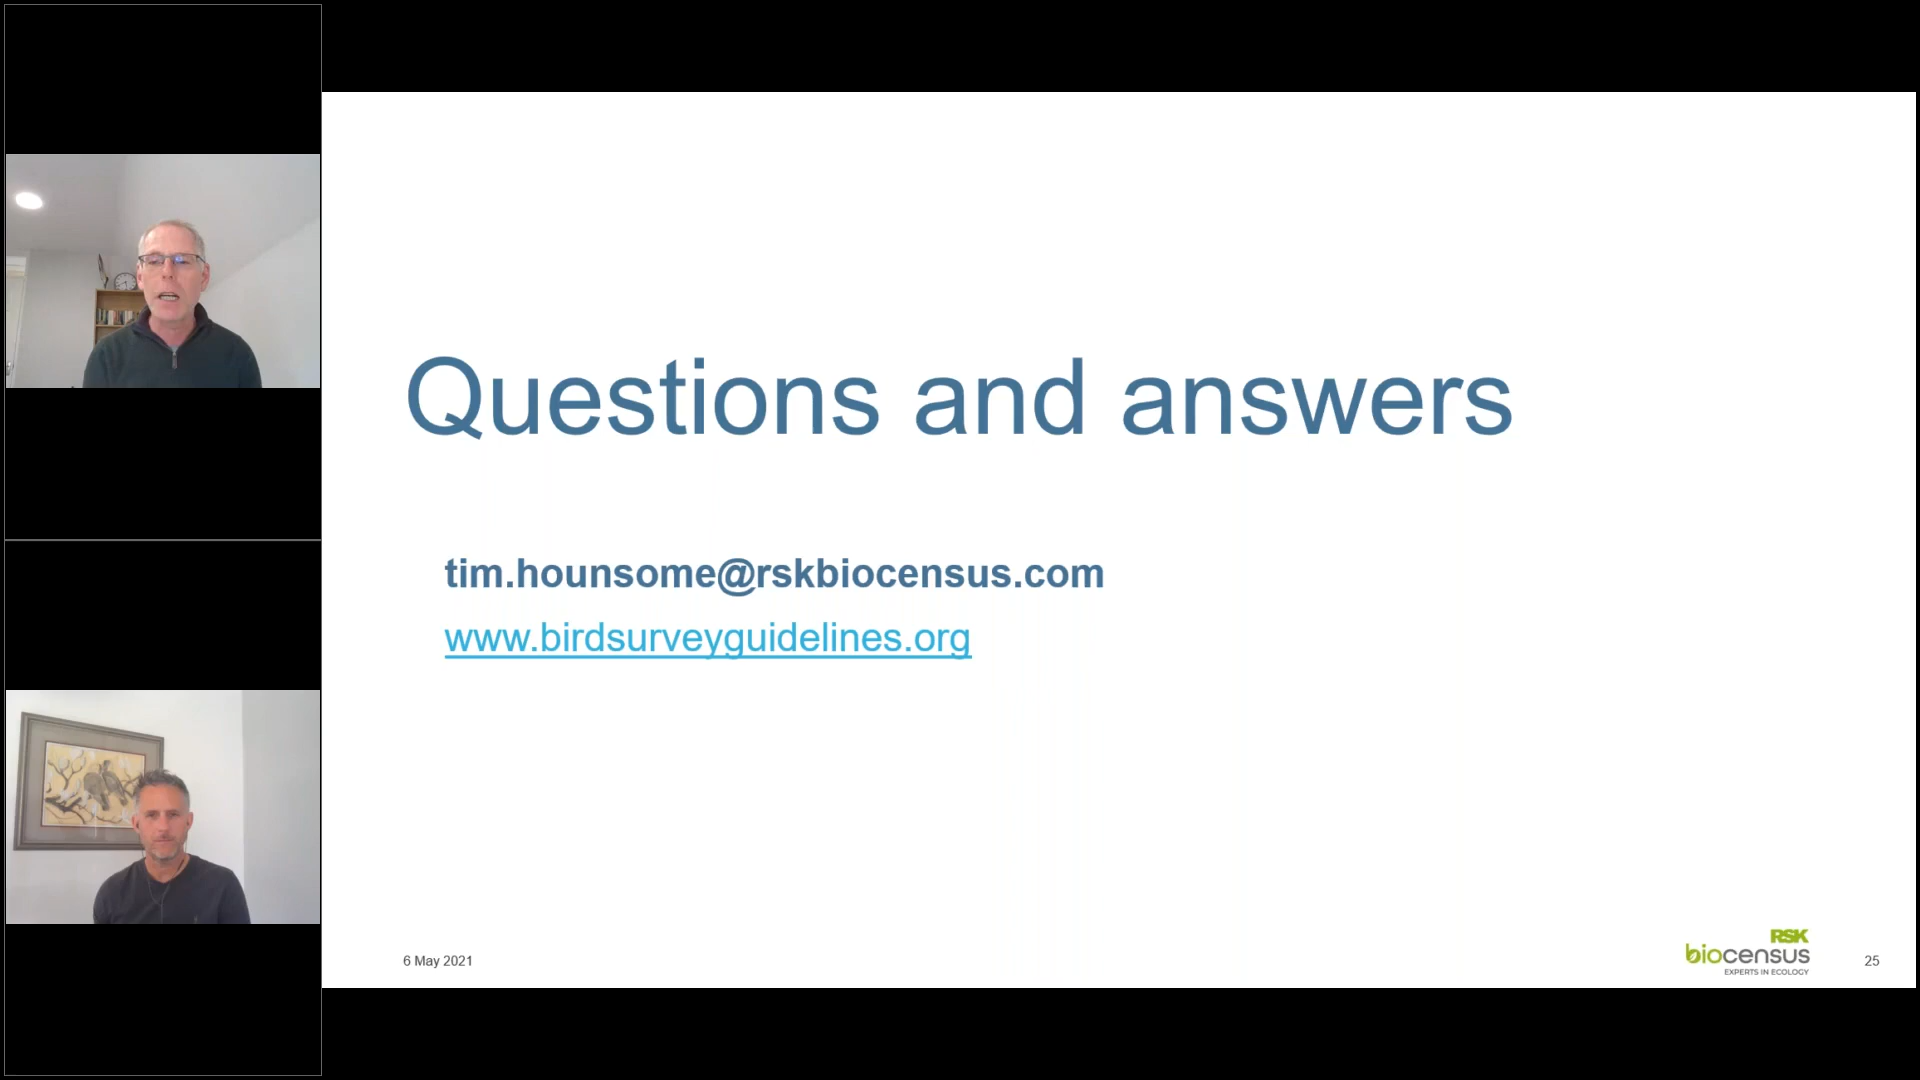 Questions and answers
tim.hounsome@rskbiocensus.com
www.birdsurveyguidelines.org
6 May 2021
RSK
biocensus
EXPERTS IN ECOLOGY
25